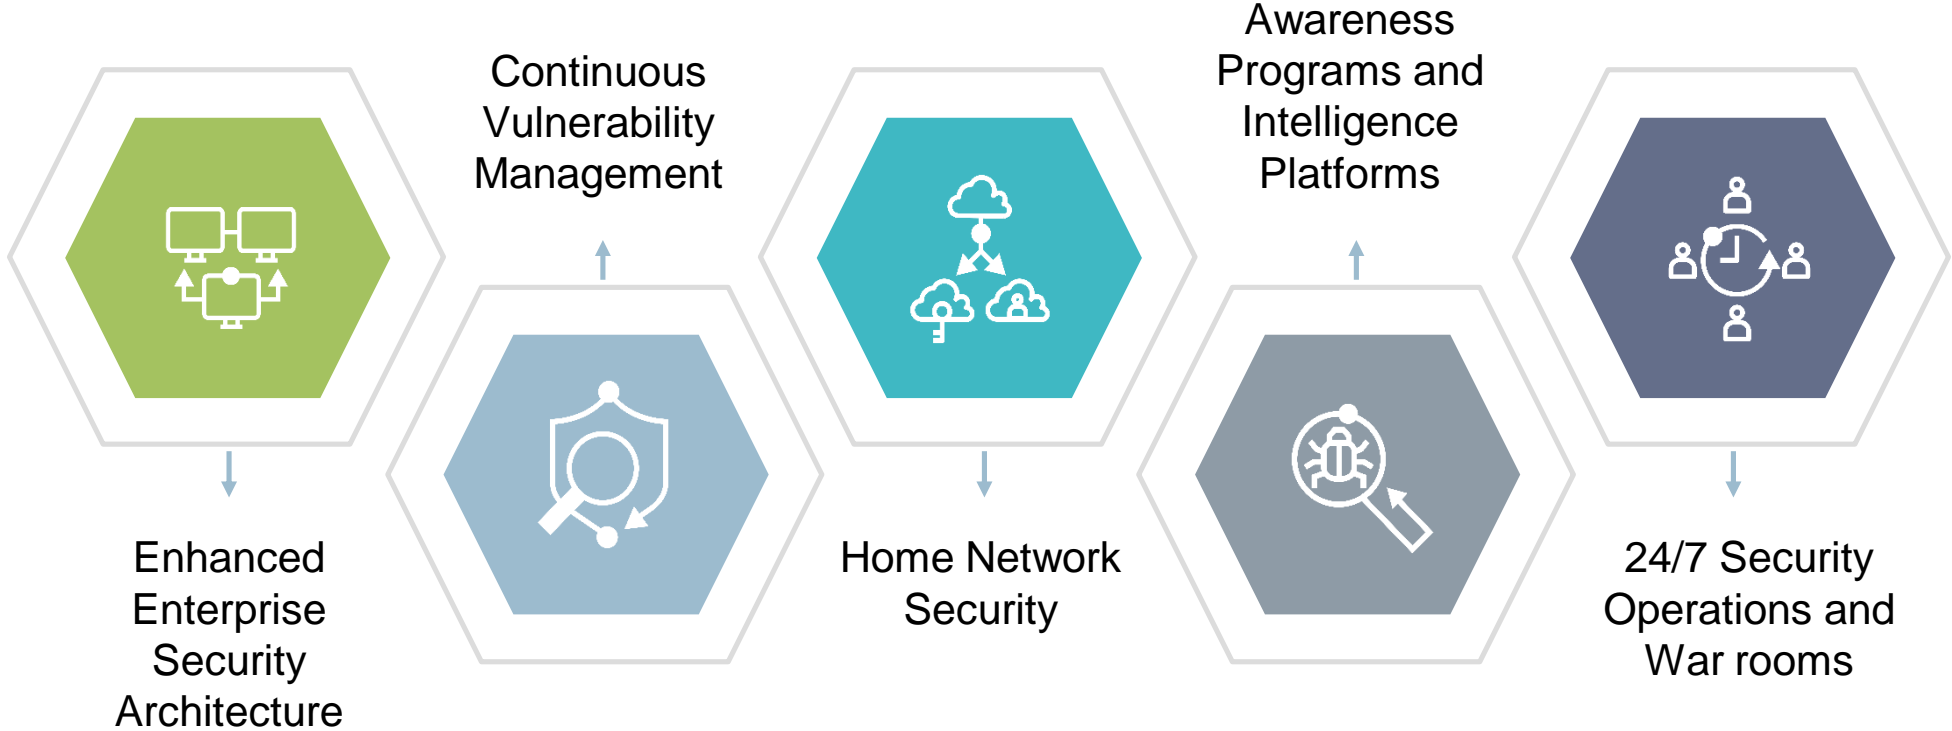 Enhanced
Enterprise
Security
Architecture
Continuous
Vulnerability
Management
Home Network
Security
Awareness
Programs and
Intelligence
Platforms
24/7 Security
Operations and
War rooms